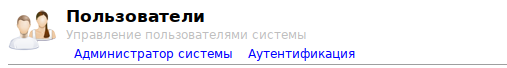 Пользователи
Управление пользователями системы
Администратор системы Аутентификация